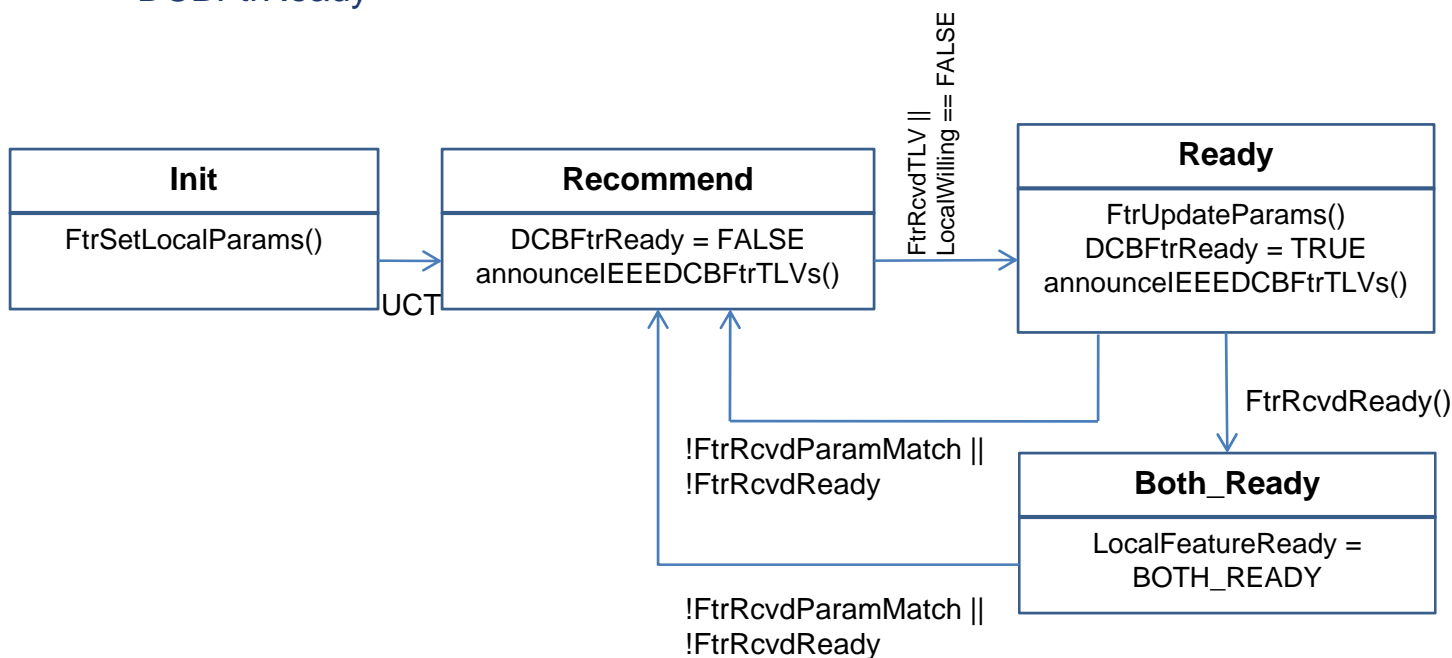 DCBFtrReady
FtrRcvdTLV ||
LocalWilling == FALSE
Init
FtrSetLocalParams()
UCT
Recommend
DCBFtrReady = FALSE
announceIEEEDCBFtrTLVs()
Ready
FtrUpdateParams()
DCBFtrReady = TRUE
announceIEEEDCBFtrTLVs()
FtrRcvdReady()
!FtrRcvdParamMatch ||
!FtrRcvdReady
Both_Ready
LocalFeatureReady =
BOTH_READY
!FtrRcvdParamMatch ||
!FtrRcvdReady